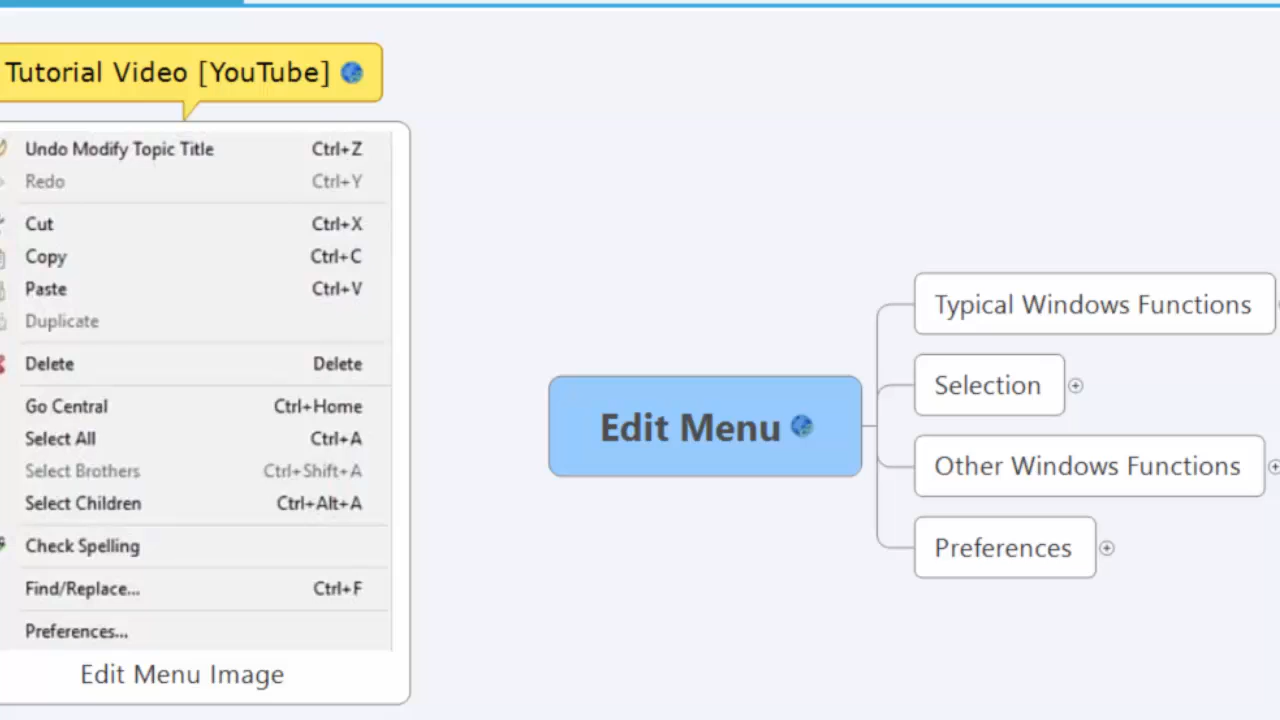 Tutorial Video [YouTube]
Undo Modify Topic Title Ctrl+Z
Redo Ctrl+Y
Cut Ctrl+X
Copy Ctrl+C
Paste Ctrl+V
Duplicate
Delete Delete
Go Central Ctrl+Home
Select All Ctrl+A
Select Brothers Ctrl+Shift+A
Select Children Ctrl+Alt+A
Check Spelling
Find/Replace... Ctrl+F
Preferences...
Edit Menu Image
Edit Menu
Typical Windows Functions
Selection
Other Windows Functions
Preferences